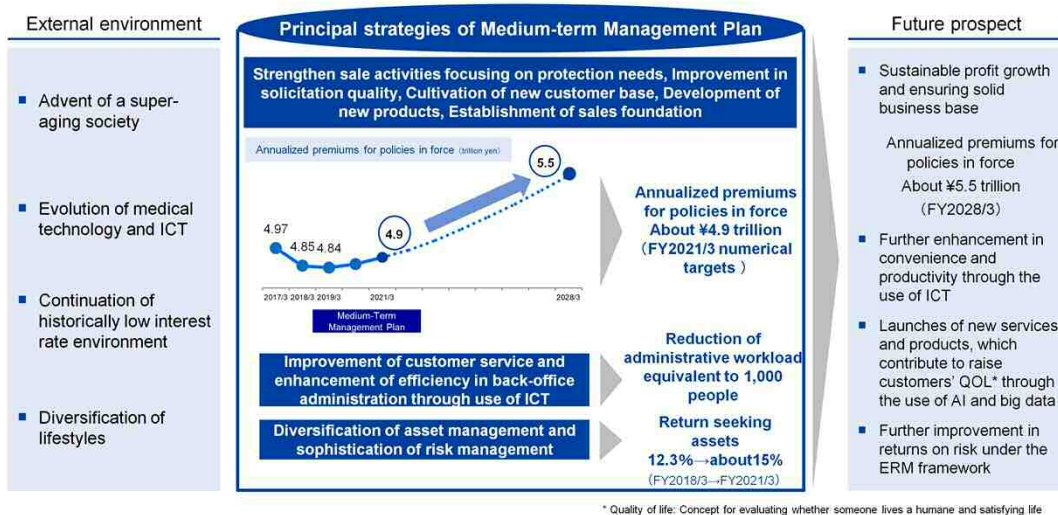 External environment
Advent of a super-
aging society
Evolution of medical
technology and ICT
Continuation of
historically low interest
rate environment
Diversification of
lifestyles
Principal strategies of Medium-term Management Plan
Strengthen sale activities focusing on protection needs, Improvement in
solicitation quality, Cultivation of new customer base, Development of
new products, Establishment of sales foundation
Annualized premiums for policies in force (trillion yen)
4.97
4.85
4.84
4.9
5.5
2017/3
2018/3
2019/3
2021/3
2028/3
Medium-Term
Management Plan
Annualized premiums
for policies in force
About ¥4.9 trillion
(FY2021/3 numerical
targets )
Improvement of customer service and
enhancement of efficiency in back-office
administration through use of ICT
Reduction of
administrative workload
equivalent to 1,000
people
Diversification of asset management and
sophistication of risk management
Return seeking
assets
12.3%→about15%
(FY2018/3→FY2021/3)
Future prospect
Sustainable profit growth
and ensuring solid
business base
Annualized premiums for
policies in force
About ¥5.5 trillion
(FY2028/3)
Further enhancement in
convenience and
productivity through the
use of ICT
Launches of new services
and products, which
contribute to raise
customers' QOL* through
the use of AI and big data
Further improvement in
returns on risk under the
ERM framework
* Quality of life: Concept for evaluating whether someone lives a humane and satisfying life